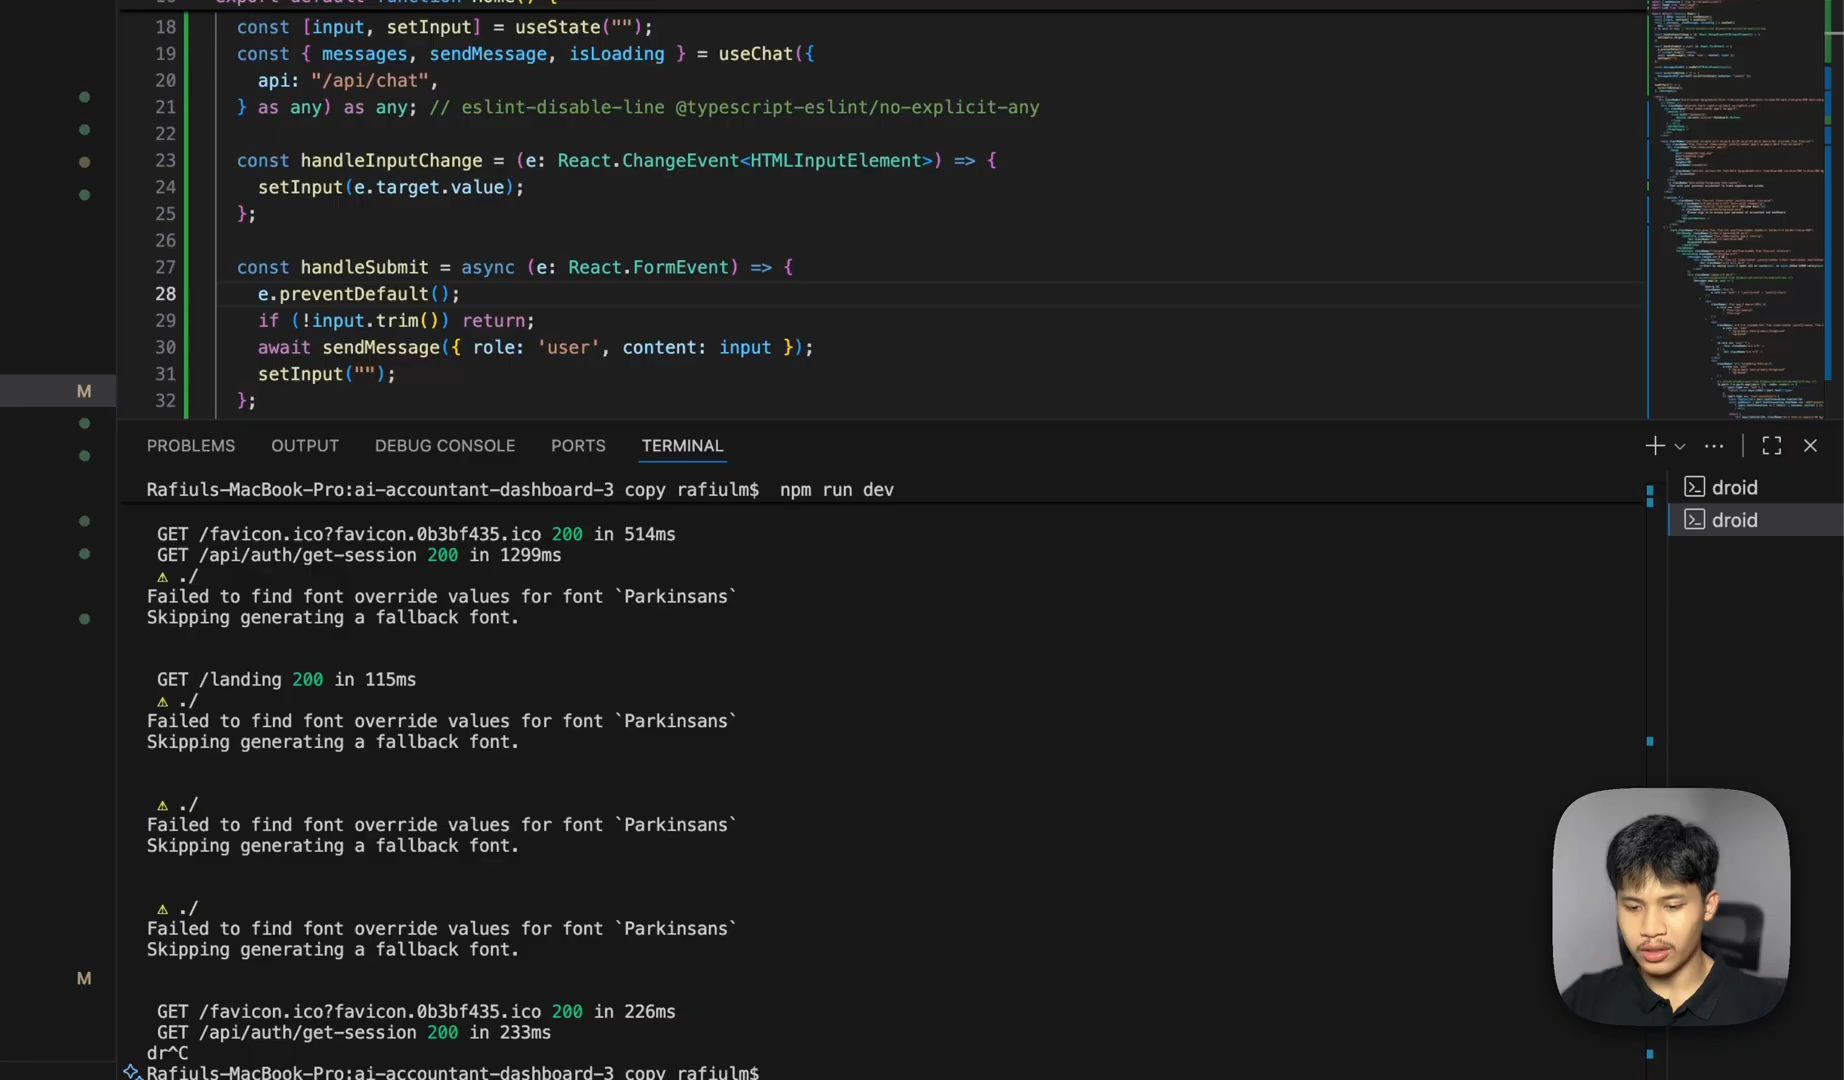 18 const [input, setInput] = useState("");
19 const { messages, sendMessage, isLoading } = useChat({
20 api: "/api/chat",
21 } as any) as any; // eslint-disable-line @typescript-eslint/no-explicit-any
22
23 const handleInputChange = (e: React.ChangeEvent<HTMLInputElement>) => {
24 setInput(e.target.value);
25 };
26
27 const handleSubmit = async (e: React.FormEvent) => {
28 e.preventDefault();
29 if (!input.trim()) return;
30 await sendMessage({ role: 'user', content: input });
31 setInput("");
32 };
M
PROBLEMS OUTPUT DEBUG CONSOLE PORTS TERMINAL
Rafiuls-MacBook-Pro:ai-accountant-dashboard-3 copy rafiulm$ npm run dev
droid
droid
GET /favicon.ico?favicon.0b3bf435.ico 200 in 514ms
GET /api/auth/get-session 200 in 1299ms
⚠ ./
Failed to find font override values for font `Parkinsans`
Skipping generating a fallback font.
GET /landing 200 in 115ms
⚠ ./
Failed to find font override values for font `Parkinsans`
Skipping generating a fallback font.
⚠ ./
Failed to find font override values for font `Parkinsans`
Skipping generating a fallback font.
⚠ ./
Failed to find font override values for font `Parkinsans`
Skipping generating a fallback font.
M
GET /favicon.ico?favicon.0b3bf435.ico 200 in 226ms
GET /api/auth/get-session 200 in 233ms
dr^C
Rafiuls-MacBook-Pro:ai-accountant-dashboard-3 copy rafiulm$